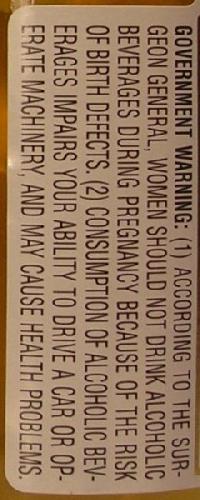 GOVERNMENT WARNING: (1) ACCORDING TO THE SUR-
GEON GENERAL, WOMEN SHOULD NOT DRINK ALCOHOLIC
BEVERAGES DURING PREGNANCY BECAUSE OF THE RISK
OF BIRTH DEFECTS. (2) CONSUMPTION OF ALCOHOLIC BEV-
ERAGES IMPAIRS YOUR ABILITY TO DRIVE A CAR OR OP-
ERATE MACHINERY, AND MAY CAUSE HEALTH PROBLEMS.